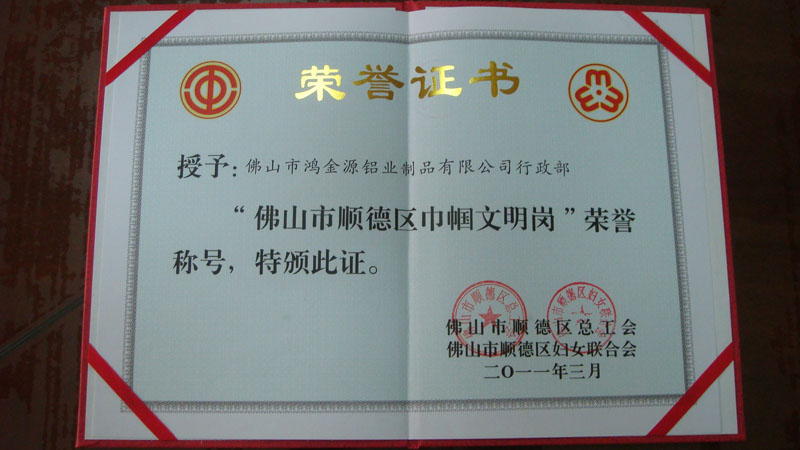 荣誉证书
授予：佛山市鸿金源铝业制品有限公司行政部
“佛山市顺德区巾帼文明岗”荣誉
称号，特颁此证。
佛山市顺德区总工会
佛山市顺德区妇女联合会
二〇一一年三月